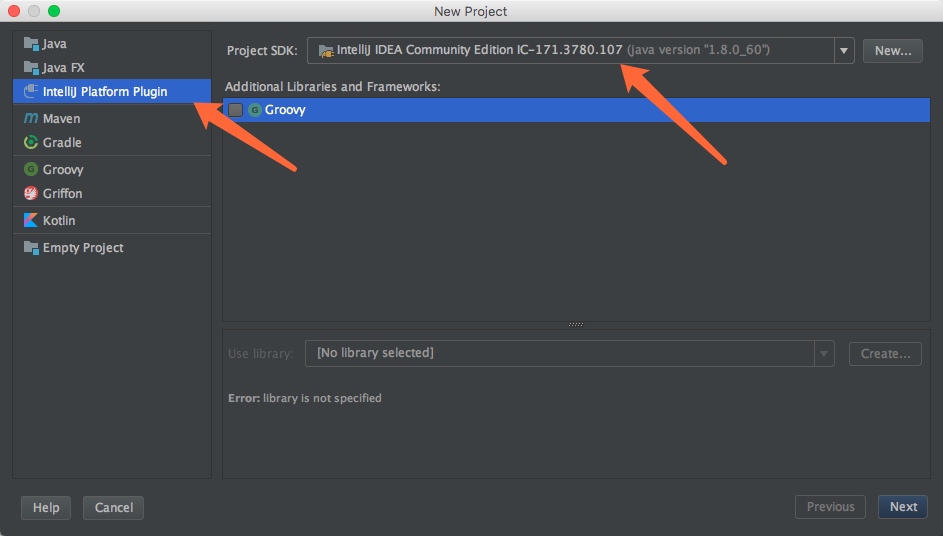 New Project
Java
Java FX
IntelliJ Platform Plugin
Maven
Gradle
Groovy
Griffon
Kotlin
Empty Project
Project SDK: IntelliJ IDEA Community Edition IC-171.3780.107 (java version "1.8.0_60") New...
Additional Libraries and Frameworks:
Groovy
Use library: [No library selected] Create...
Error: library is not specified
Help Cancel Previous Next